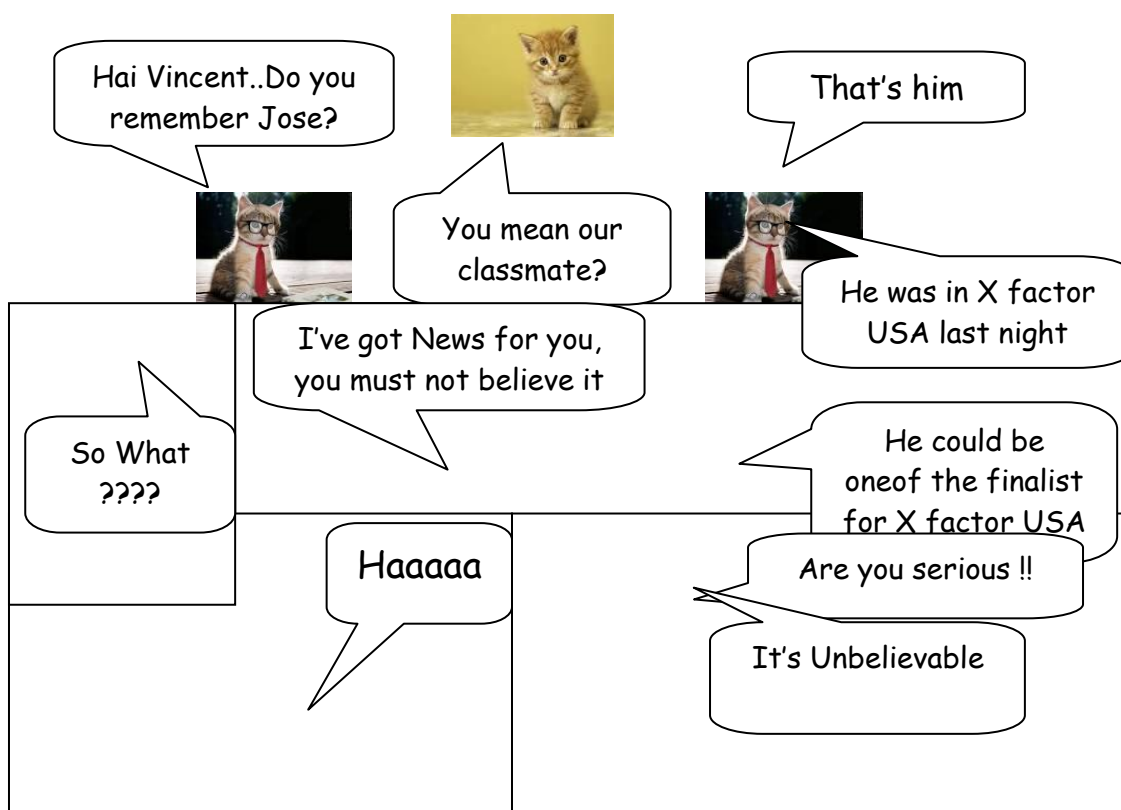 Hai Vincent..Do you
remember Jose?
You mean our
classmate?
That's him
He was in X factor
USA last night
So What
????
I've got News for you,
you must not believe it
He could be
oneof the finalist
for X factor USA
Haaaaa
Are you serious !!
It's Unbelievable